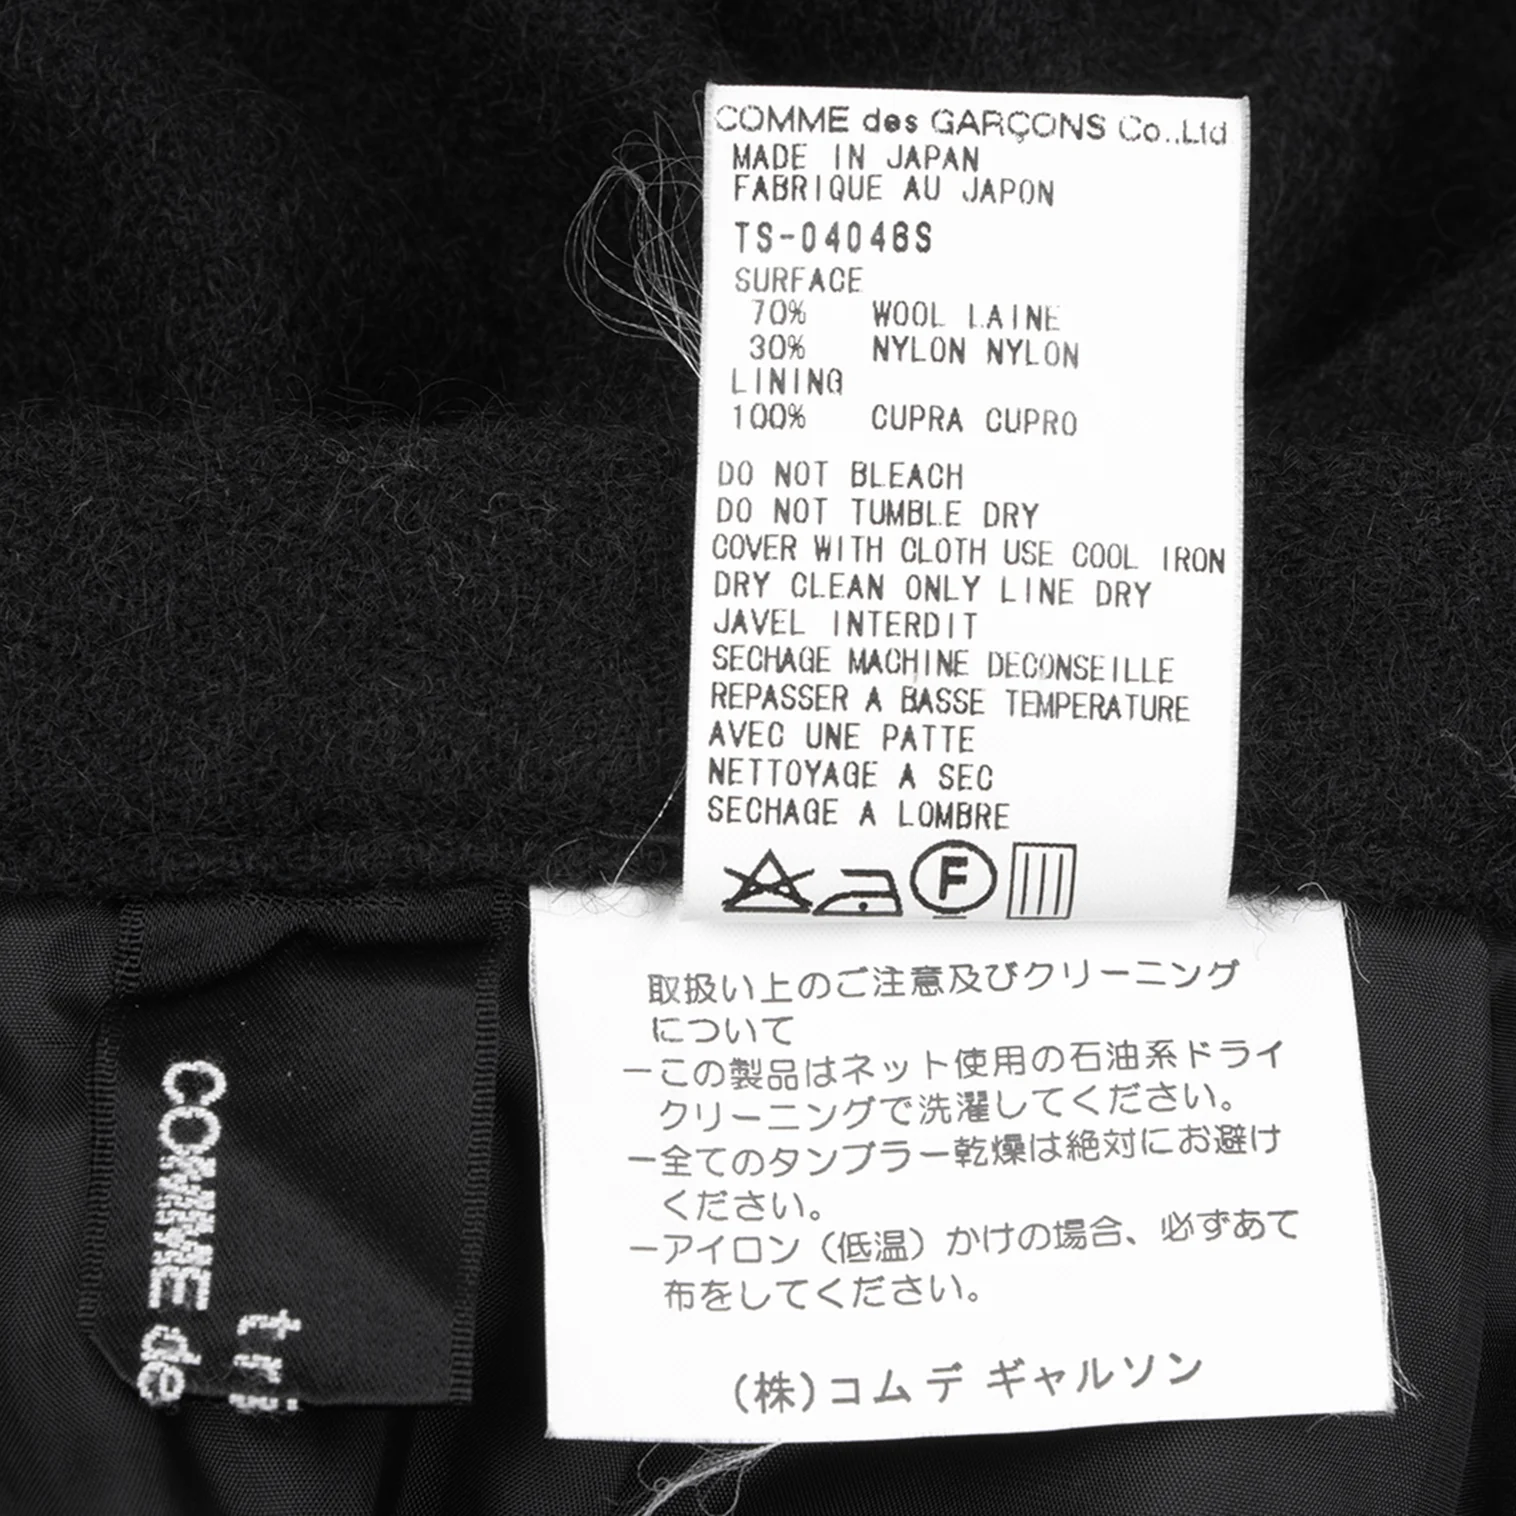 COMME des GARÇONS Co.,Ltd
MADE IN JAPAN
FABRIQUE AU JAPON
TS-04046S
SURFACE
70% WOOL LAINE
30% NYLON NYLON
LINING
100% CUPRA CUPRO
DO NOT BLEACH
DO NOT TUMBLE DRY
COVER WITH CLOTH USE COOL IRON
DRY CLEAN ONLY LINE DRY
JAVEL INTERDIT
SECHAGE MACHINE DECONSEILLE
REPASSER A BASSE TEMPERATURE
AVEC UNE PATTE
NETTOYAGE A SEC
SECHAGE A LOMBRE
F
取扱い上のご注意及びクリーニング
について
ーこの製品はネット使用の石油系ドライ
クリーニングで洗濯してください。
ー全てのタンブラー乾燥は絶対にお避け
ください。
ーアイロン（低温）かけの場合、必ずあて
布をしてください。
(株)コム デ ギャルソン
COMME de
tri